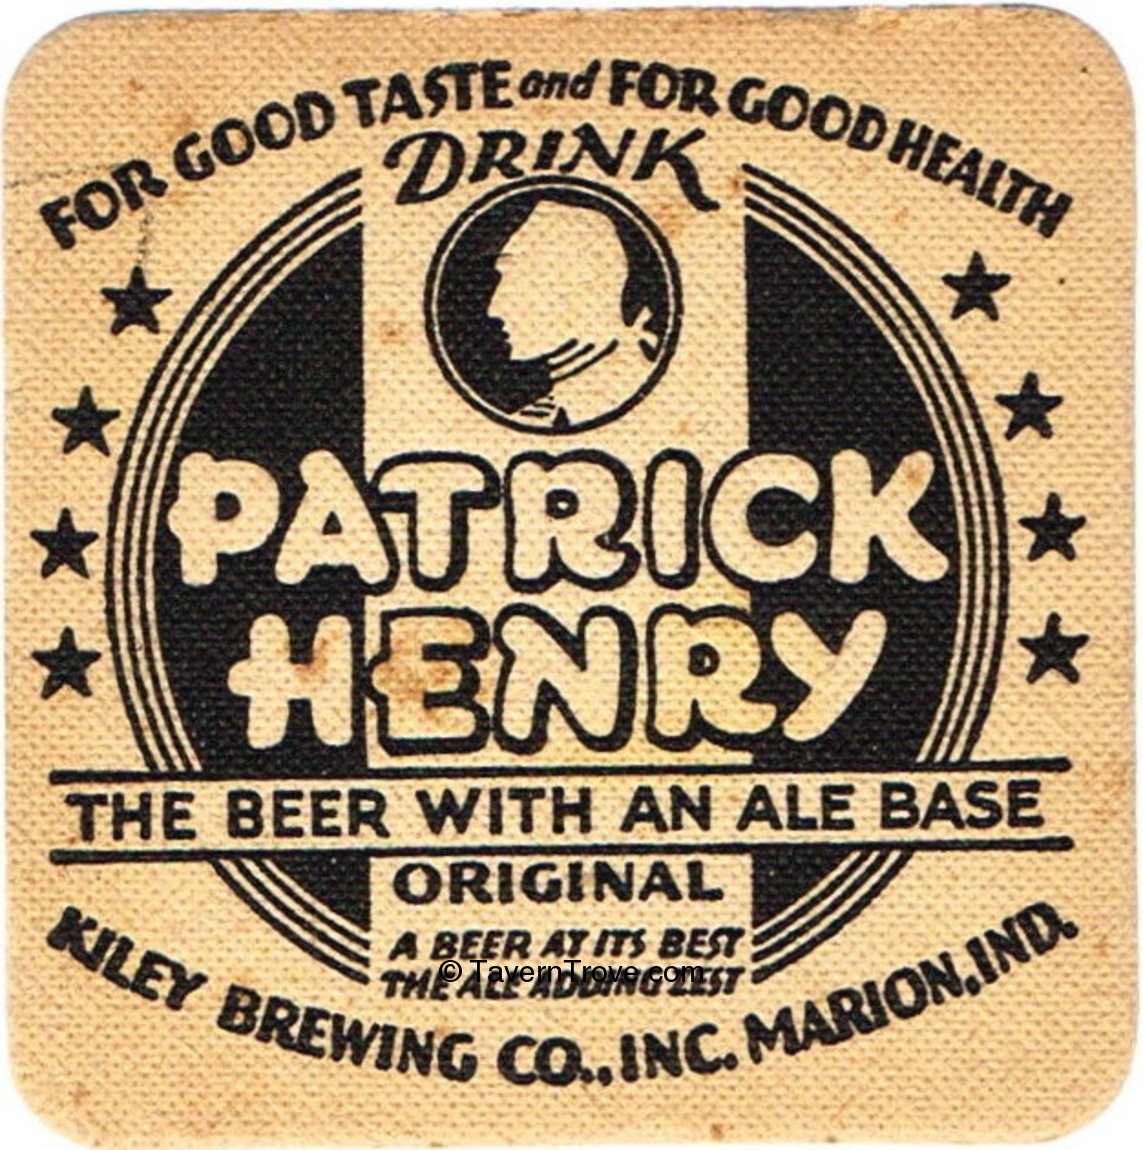 FOR GOOD TASTE and FOR GOOD HEALTH
DRINK
PATRICK
HENRY
THE BEER WITH AN ALE BASE
ORIGINAL
A BEER AT ITS BEST
THE ALE ADDING ZEST
© TavernTrove.com
KILEY BREWING CO., INC. MARION, IND.